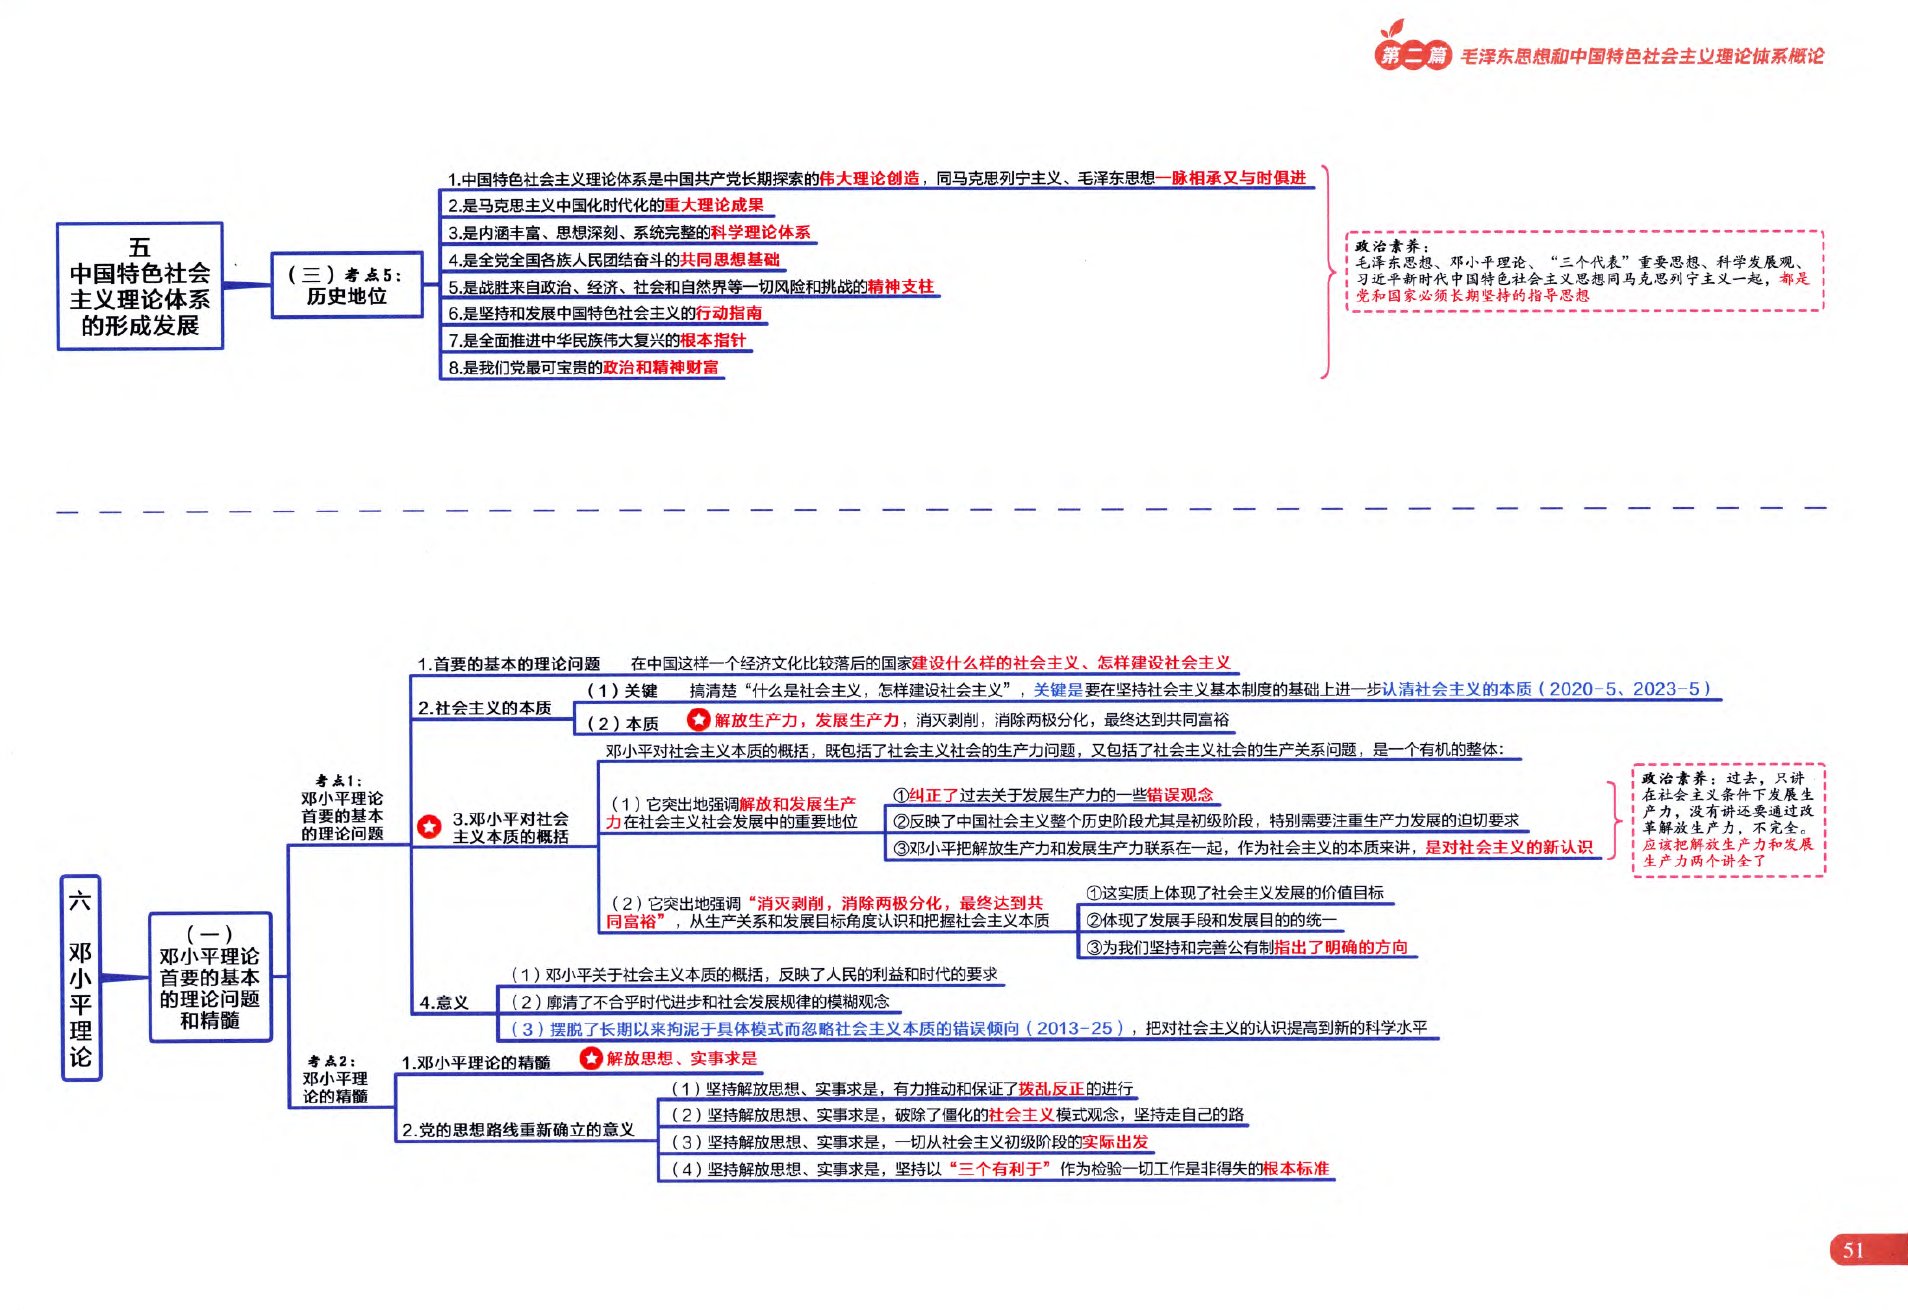 第二篇 毛泽东思想和中国特色社会主义理论体系概论
五
中国特色社会
主义理论体系
的形成发展
（三）考点5：
历史地位
1.中国特色社会主义理论体系是中国共产党长期探索的伟大理论创造，同马克思列宁主义、毛泽东思想一脉相承又与时俱进
2.是马克思主义中国化时代化的重大理论成果
3.是内涵丰富、思想深刻、系统完整的科学理论体系
4.是全党全国各族人民团结奋斗的共同思想基础
5.是战胜来自政治、经济、社会和自然界等一切风险和挑战的精神支柱
6.是坚持和发展中国特色社会主义的行动指南
7.是全面推进中华民族伟大复兴的根本指针
8.是我们党最可宝贵的政治和精神财富
政治素养：
毛泽东思想、邓小平理论、“三个代表”重要思想、科学发展观、
习近平新时代中国特色社会主义思想同马克思列宁主义一起，都是
党和国家必须长期坚持的指导思想
六 邓小平理论
（一）
邓小平理论
首要的基本
的理论问题
和精髓
考点1：
邓小平理论
首要的基本
的理论问题
1.首要的基本的理论问题 在中国这样一个经济文化比较落后的国家建设什么样的社会主义、怎样建设社会主义
2.社会主义的本质
（1）关键 搞清楚“什么是社会主义，怎样建设社会主义”，关键是要在坚持社会主义基本制度的基础上进一步认清社会主义的本质（2020-5、2023-5）
（2）本质 解放生产力，发展生产力，消灭剥削，消除两极分化，最终达到共同富裕
3.邓小平对社会
主义本质的概括
邓小平对社会主义本质的概括，既包括了社会主义社会的生产力问题，又包括了社会主义社会的生产关系问题，是一个有机的整体：
（1）它突出地强调解放和发展生产
力在社会主义社会发展中的重要地位
①纠正了过去关于发展生产力的一些错误观念
②反映了中国社会主义整个历史阶段尤其是初级阶段，特别需要注重生产力发展的迫切要求
③邓小平把解放生产力和发展生产力联系在一起，作为社会主义的本质来讲，是对社会主义的新认识
政治素养：过去，只讲
在社会主义条件下发展生
产力，没有讲还要通过改
革解放生产力，不完全。
应该把解放生产力和发展
生产力两个讲全了
（2）它突出地强调“消灭剥削，消除两极分化，最终达到共
同富裕”，从生产关系和发展目标角度认识和把握社会主义本质
①这实质上体现了社会主义发展的价值目标
②体现了发展手段和发展目的的统一
③为我们坚持和完善公有制指出了明确的方向
4.意义
（1）邓小平关于社会主义本质的概括，反映了人民的利益和时代的要求
（2）廓清了不合乎时代进步和社会发展规律的模糊观念
（3）摆脱了长期以来拘泥于具体模式而忽略社会主义本质的错误倾向（2013-25），把对社会主义的认识提高到新的科学水平
考点2：
邓小平理
论的精髓
1.邓小平理论的精髓 解放思想、实事求是
2.党的思想路线重新确立的意义
（1）坚持解放思想、实事求是，有力推动和保证了拨乱反正的进行
（2）坚持解放思想、实事求是，破除了僵化的社会主义模式观念，坚持走自己的路
（3）坚持解放思想、实事求是，一切从社会主义初级阶段的实际出发
（4）坚持解放思想、实事求是，坚持以“三个有利于”作为检验一切工作是非得失的根本标准
51